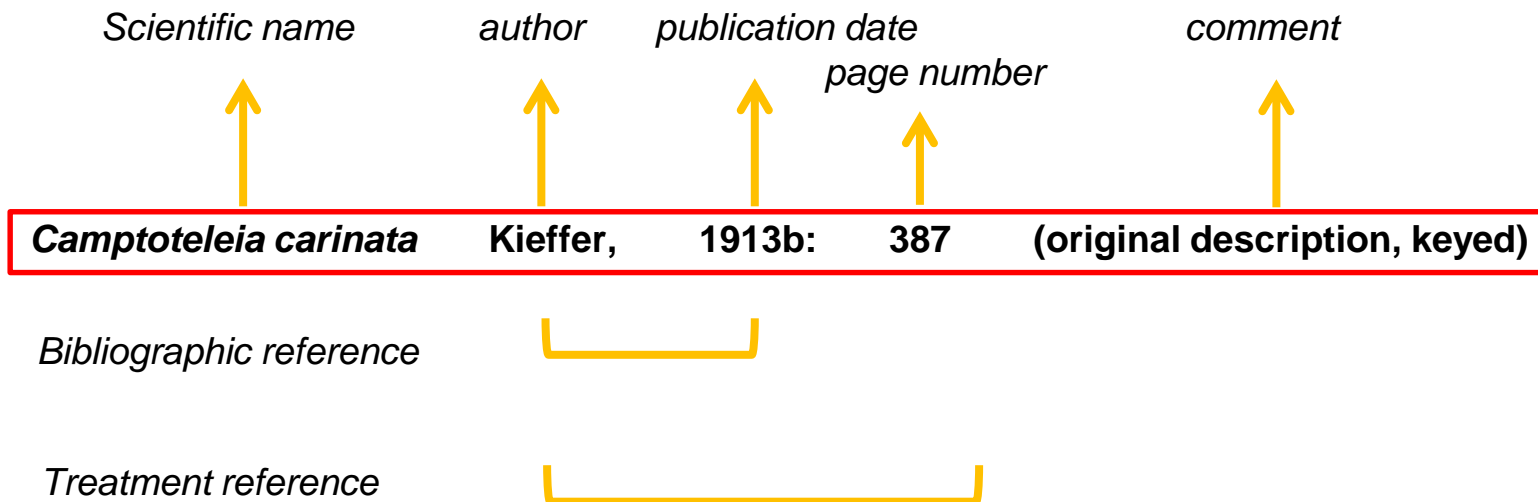 Scientific name author publication date comment
page number
Camptoteleia carinata Kieffer, 1913b: 387 (original description, keyed)
Bibliographic reference
Treatment reference